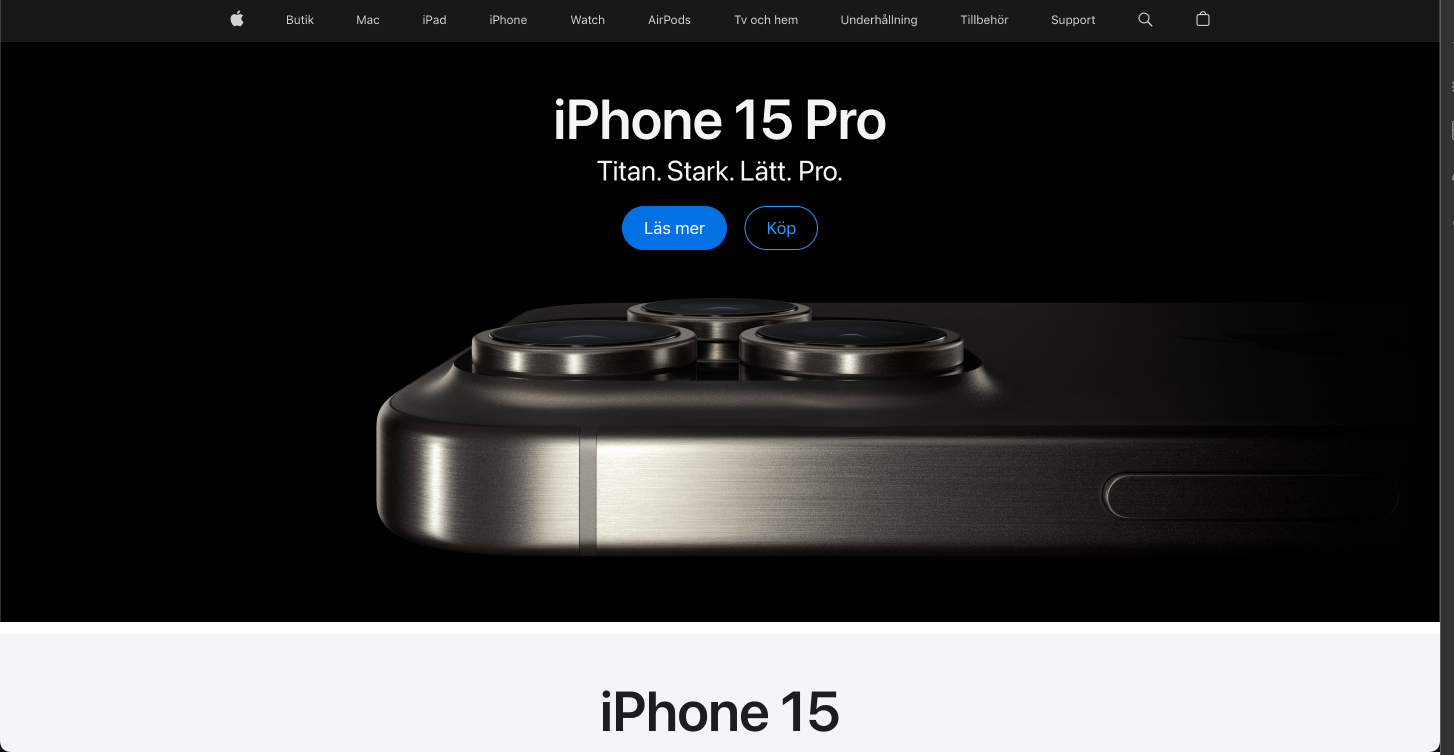 Butik Mac iPad iPhone Watch AirPods Tv och hem Underhållning Tillbehör Support
iPhone 15 Pro
Titan. Stark. Lätt. Pro.
Läs mer Köp
iPhone 15